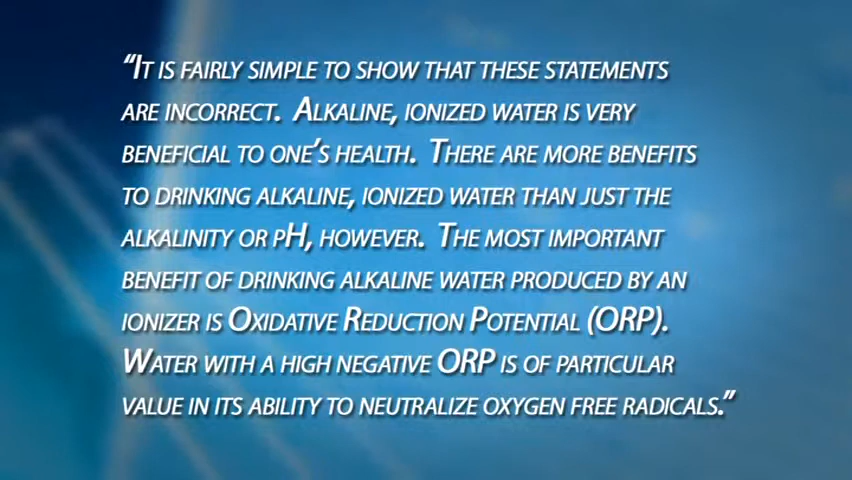 “It is fairly simple to show that these statements
are incorrect. Alkaline, ionized water is very
beneficial to one’s health. There are more benefits
to drinking alkaline, ionized water than just the
alkalinity or pH, however. The most important
benefit of drinking alkaline water produced by an
ionizer is Oxidative Reduction Potential (ORP).
Water with a high negative ORP is of particular
value in its ability to neutralize oxygen free radicals.”